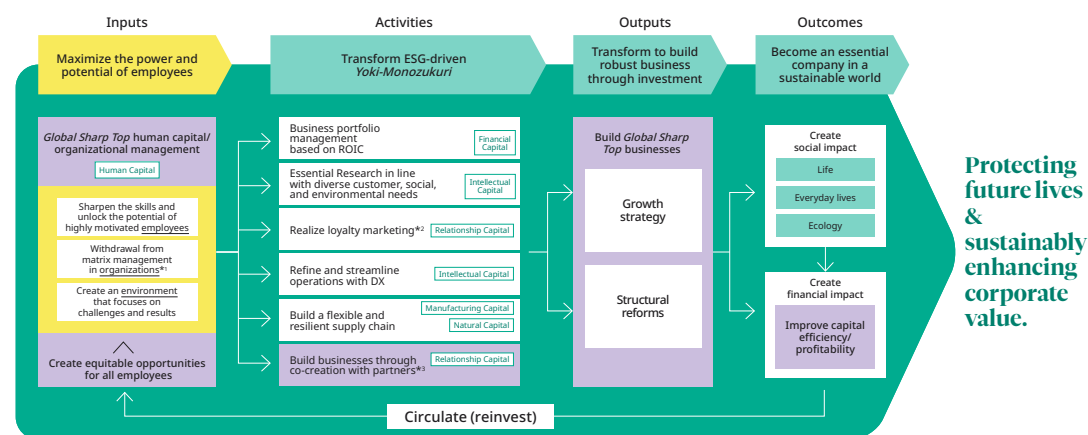 Inputs
Activities
Outputs
Outcomes
Maximize the power and
potential of employees
Transform ESG-driven
Yoki-Monozukuri
Transform to build
robust business
through investment
Become an essential
company in a
sustainable world
Global Sharp Top human capital/
organizational management
Human Capital
Sharpen the skills and
unlock the potential of
highly motivated employees
Withdrawal from
matrix management
in organizations*1
Create an environment
that focuses on
challenges and results
Create equitable opportunities
for all employees
Business portfolio
management
based on ROIC
Financial
Capital
Essential Research in line
with diverse customer, social,
and environmental needs
Intellectual
Capital
Realize loyalty marketing*2
Relationship Capital
Refine and streamline
operations with DX
Intellectual Capital
Build a flexible and
resilient supply chain
Manufacturing Capital
Natural Capital
Build businesses through
co-creation with partners*3
Relationship Capital
Build Global Sharp
Top businesses
Growth
strategy
Structural
reforms
Create
social impact
Life
Everyday lives
Ecology
Create
financial impact
Improve capital
efficiency/
profitability
Circulate (reinvest)
Protecting
future lives
&
sustainably
enhancing
corporate
value.